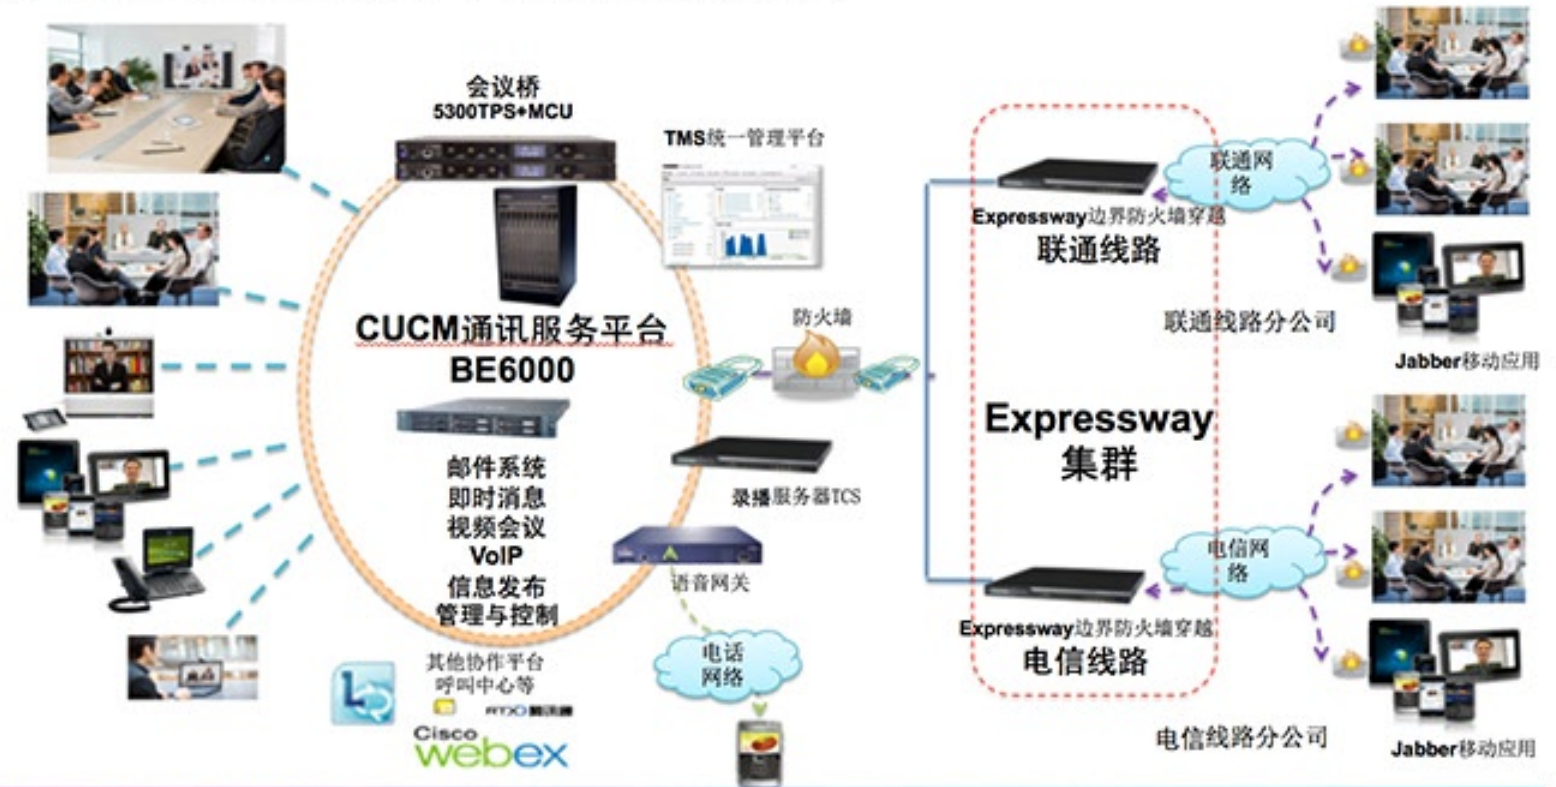 会议桥
5300TPS+MCU
TMS统一管理平台
CUCM通讯服务平台
BE6000
邮件系统
即时消息
视频会议
VoIP
信息发布
管理与控制
防火墙
录播服务器TCS
语音网关
电话
网络
其他协作平台
呼叫中心等
RTX 腾讯通
Cisco
webex
联通网
络
Expressway边界防火墙穿越
联通线路
联通线路分公司
Jabber移动应用
Expressway
集群
电信网
络
Expressway边界防火墙穿越
电信线路
电信线路分公司
Jabber移动应用